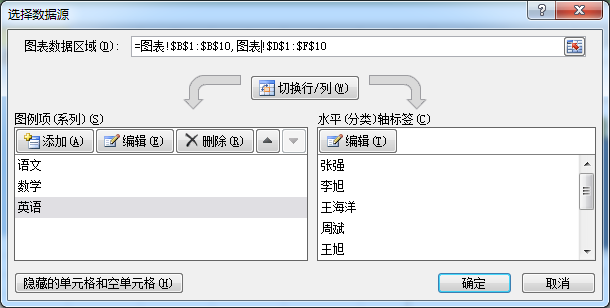 选择数据源
图表数据区域(D): =图表!$B$1:$B$10,图表!$D$1:$F$10
切换行/列(W)
图例项(系列)(S) 水平(分类)轴标签(C)
添加(A) 编辑(E) 删除(R) 编辑(T)
语文 张强
数学 李旭
英语 王海洋
周斌
王旭
隐藏的单元格和空单元格(H) 确定 取消